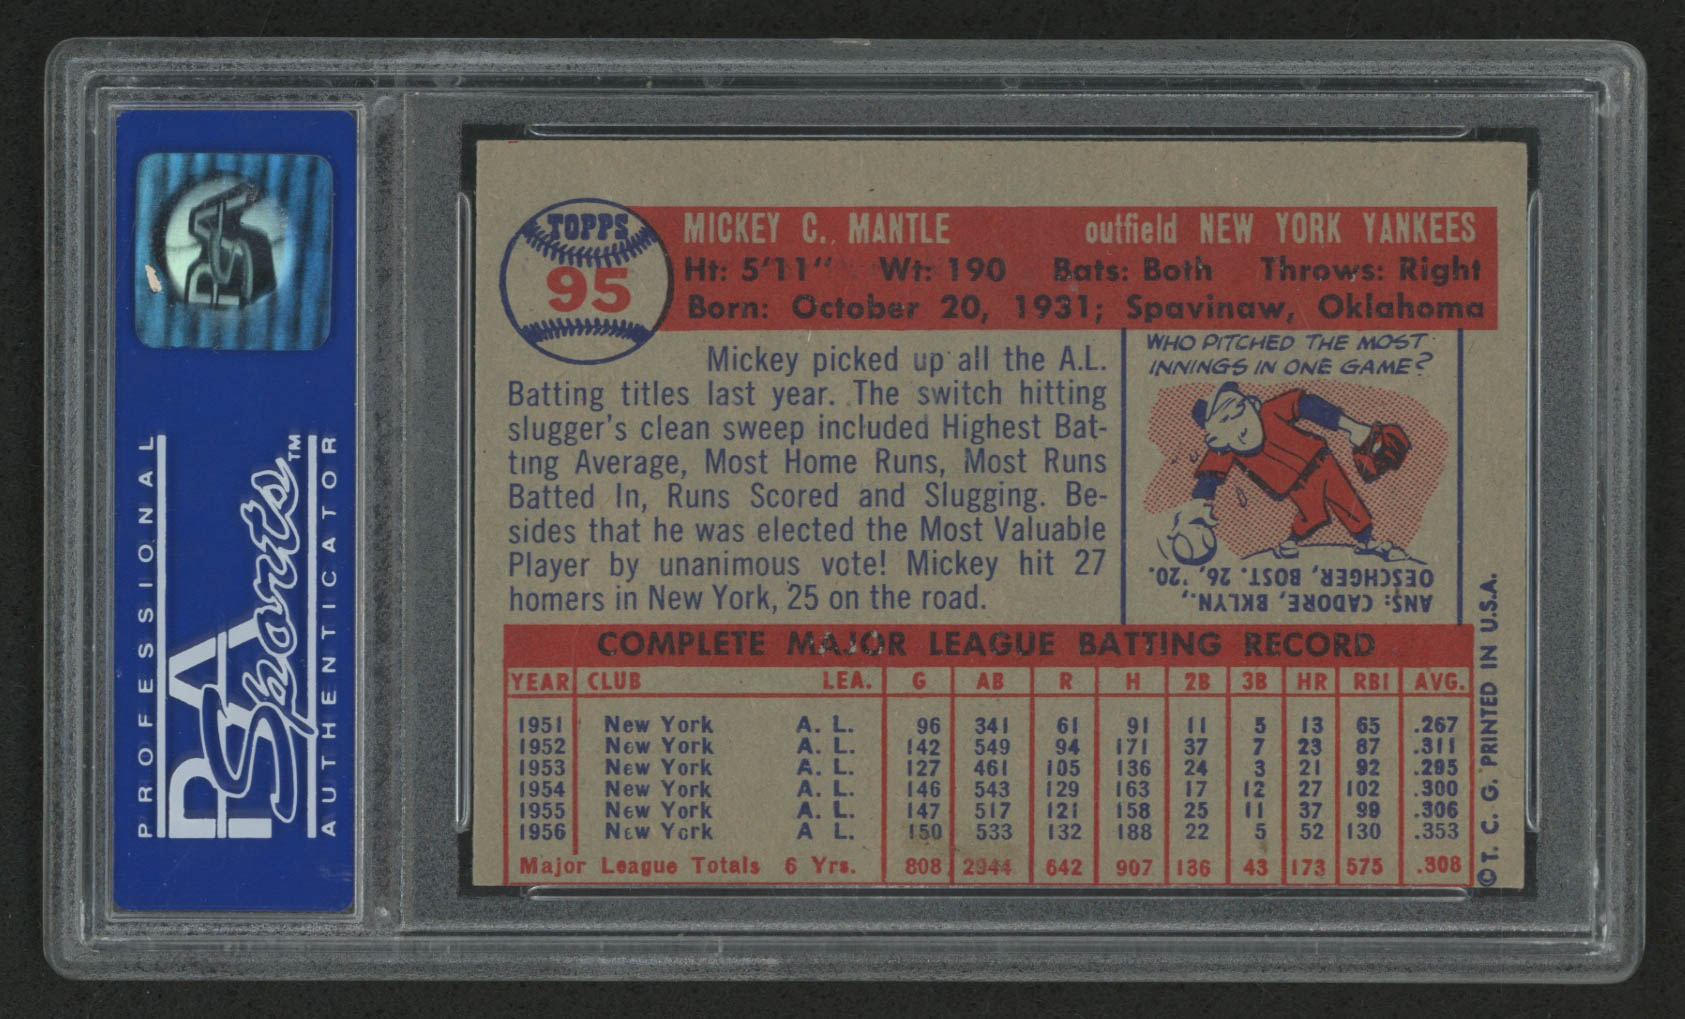 PROFESSIONAL
PSA
Sports™
AUTHENTICATOR
PSA
TOPPS
95
MICKEY C. MANTLE outfield NEW YORK YANKEES
Ht: 5'11" Wt: 190 Bats: Both Throws: Right
Born: October 20, 1931; Spavinaw, Oklahoma
Mickey picked up all the A.L.
Batting titles last year. The switch hitting
slugger's clean sweep included Highest Bat-
ting Average, Most Home Runs, Most Runs
Batted In, Runs Scored and Slugging. Be-
sides that he was elected the Most Valuable
Player by unanimous vote! Mickey hit 27
homers in New York, 25 on the road.
WHO PITCHED THE MOST
INNINGS IN ONE GAME?
ANS: CADORE, BKLYN.,
OESCHGER, BOST. 26, '20.
COMPLETE MAJOR LEAGUE BATTING RECORD
YEAR CLUB LEA. G AB R H 2B 3B HR RBI AVG.
1951 New York A. L. 96 341 61 91 11 5 13 65 .267
1952 New York A. L. 142 549 94 171 37 7 23 87 .311
1953 New York A. L. 127 461 105 136 24 3 21 92 .295
1954 New York A. L. 146 543 129 163 17 12 27 102 .300
1955 New York A. L. 147 517 121 158 25 11 37 99 .306
1956 New York A L. 150 533 132 188 22 5 52 130 .353
Major League Totals 6 Yrs. 808 2944 642 907 136 43 173 575 .308
© T. C. G. PRINTED IN U.S.A.